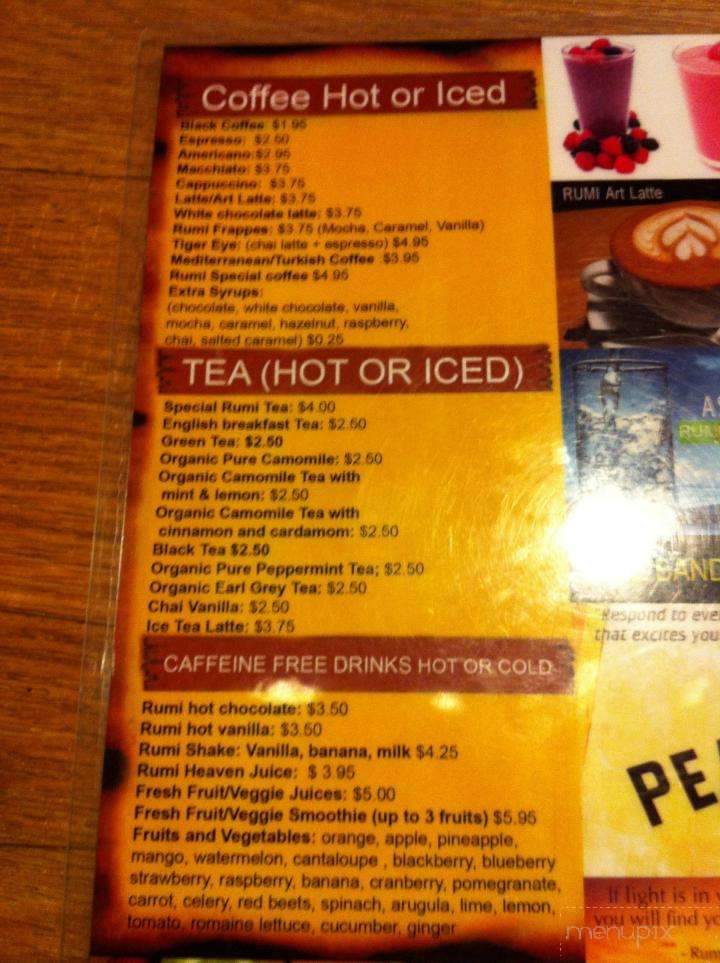 Coffee Hot or Iced
Black Coffee $1.95
Espresso: $2.50
Americano:$2.95
Macchiato: $3.75
Cappuccino: $3.75
Latte/Art Latte: $3.75
White chocolate latte: $3.75
Rumi Frappes: $3.75 (Mocha, Caramel, Vanilla)
Tiger Eye: (chai latte + espresso) $4.95
Mediterranean/Turkish Coffee $3.95
Rumi Special coffee $4.95
Extra Syrups:
(chocolate, white chocolate, vanilla,
mocha, caramel, hazelnut, raspberry,
chai, salted caramel) $0.25
TEA (HOT OR ICED)
Special Rumi Tea: $4.00
English breakfast Tea: $2.50
Green Tea: $2.50
Organic Pure Camomile: $2.50
Organic Camomile Tea with
mint & lemon: $2.50
Organic Camomile Tea with
cinnamon and cardamom: $2.50
Black Tea $2.50
Organic Pure Peppermint Tea; $2.50
Organic Earl Grey Tea: $2.50
Chai Vanilla: $2.50
Ice Tea Latte: $3.75
CAFFEINE FREE DRINKS HOT OR COLD
Rumi hot chocolate: $3.50
Rumi hot vanilla: $3.50
Rumi Shake: Vanilla, banana, milk $4.25
Rumi Heaven Juice: $ 3.95
Fresh Fruit/Veggie Juices: $5.00
Fresh Fruit/Veggie Smoothie (up to 3 fruits) $5.95
Fruits and Vegetables: orange, apple, pineapple,
mango, watermelon, cantaloupe , blackberry, blueberry
strawberry, raspberry, banana, cranberry, pomegranate,
carrot, celery, red beets, spinach, arugula, lime, lemon,
tomato, romaine lettuce, cucumber, ginger
RUMI Art Latte
AS
RUMI
SAND
"Respond to eve
that excites you
PEA
If light is in
you will find yo
- Rum
menupix